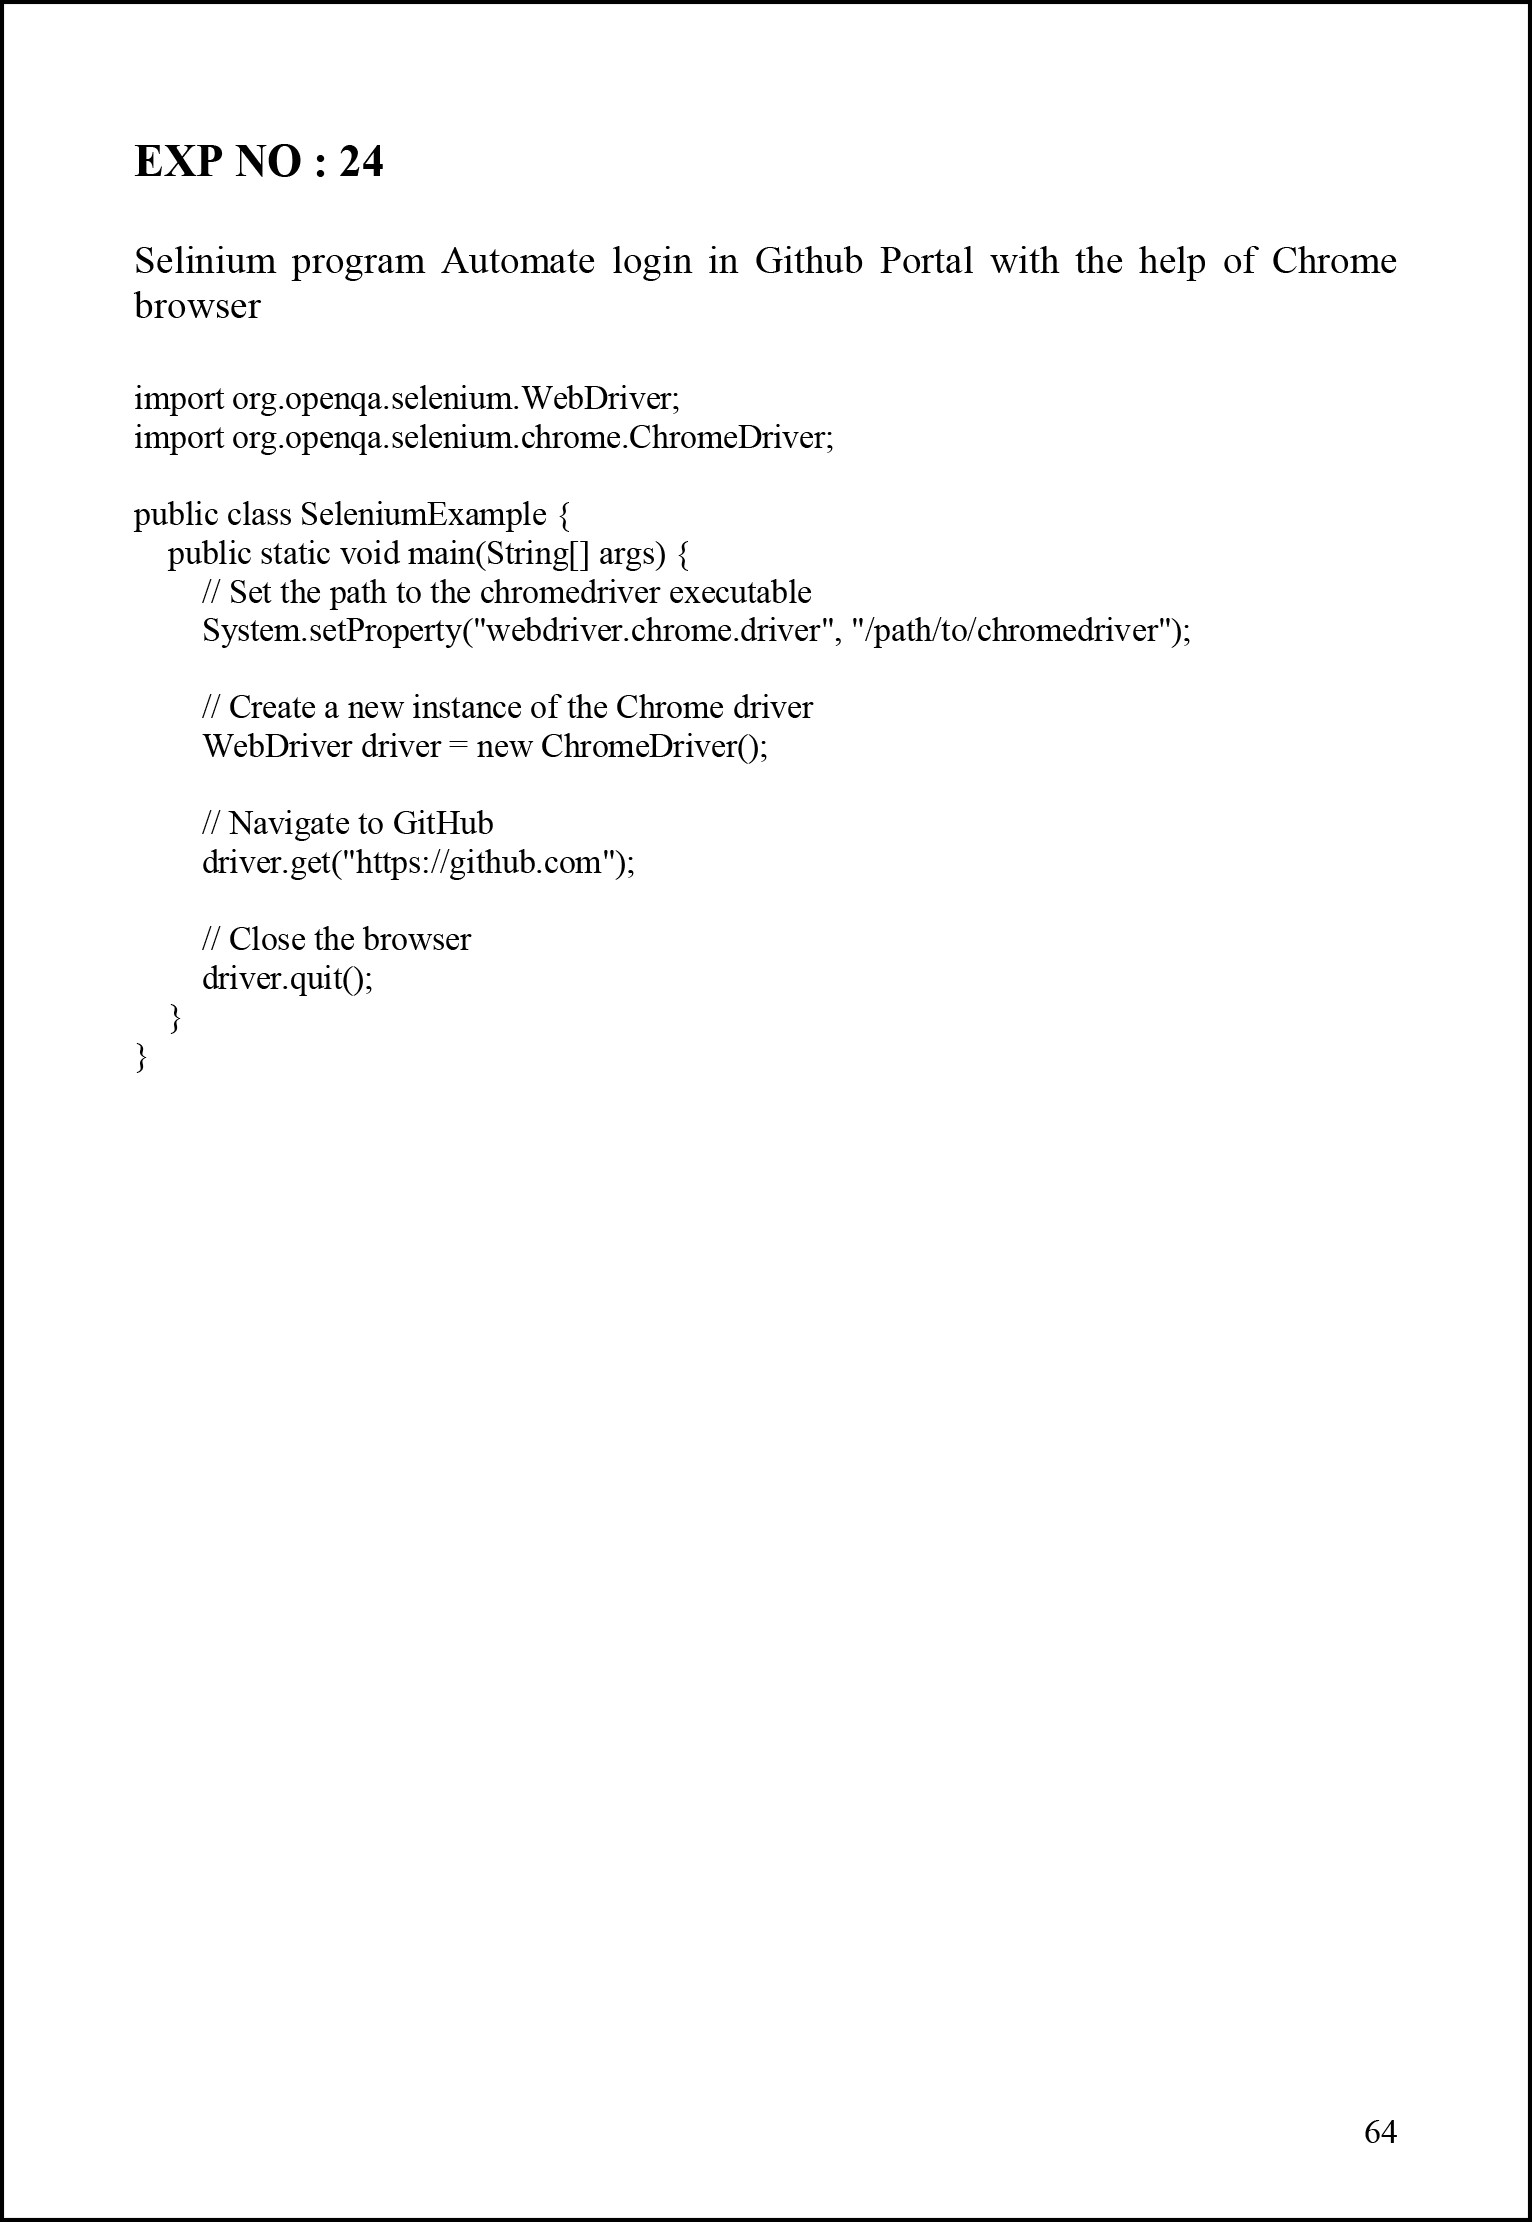 EXP NO : 24
Selinium program Automate login in Github Portal with the help of Chrome
browser
import org.openqa.selenium.WebDriver;
import org.openqa.selenium.chrome.ChromeDriver;
public class SeleniumExample {
public static void main(String[] args) {
// Set the path to the chromedriver executable
System.setProperty("webdriver.chrome.driver", "/path/to/chromedriver");
// Create a new instance of the Chrome driver
WebDriver driver = new ChromeDriver();
// Navigate to GitHub
driver.get("https://github.com");
// Close the browser
driver.quit();
}
}
64